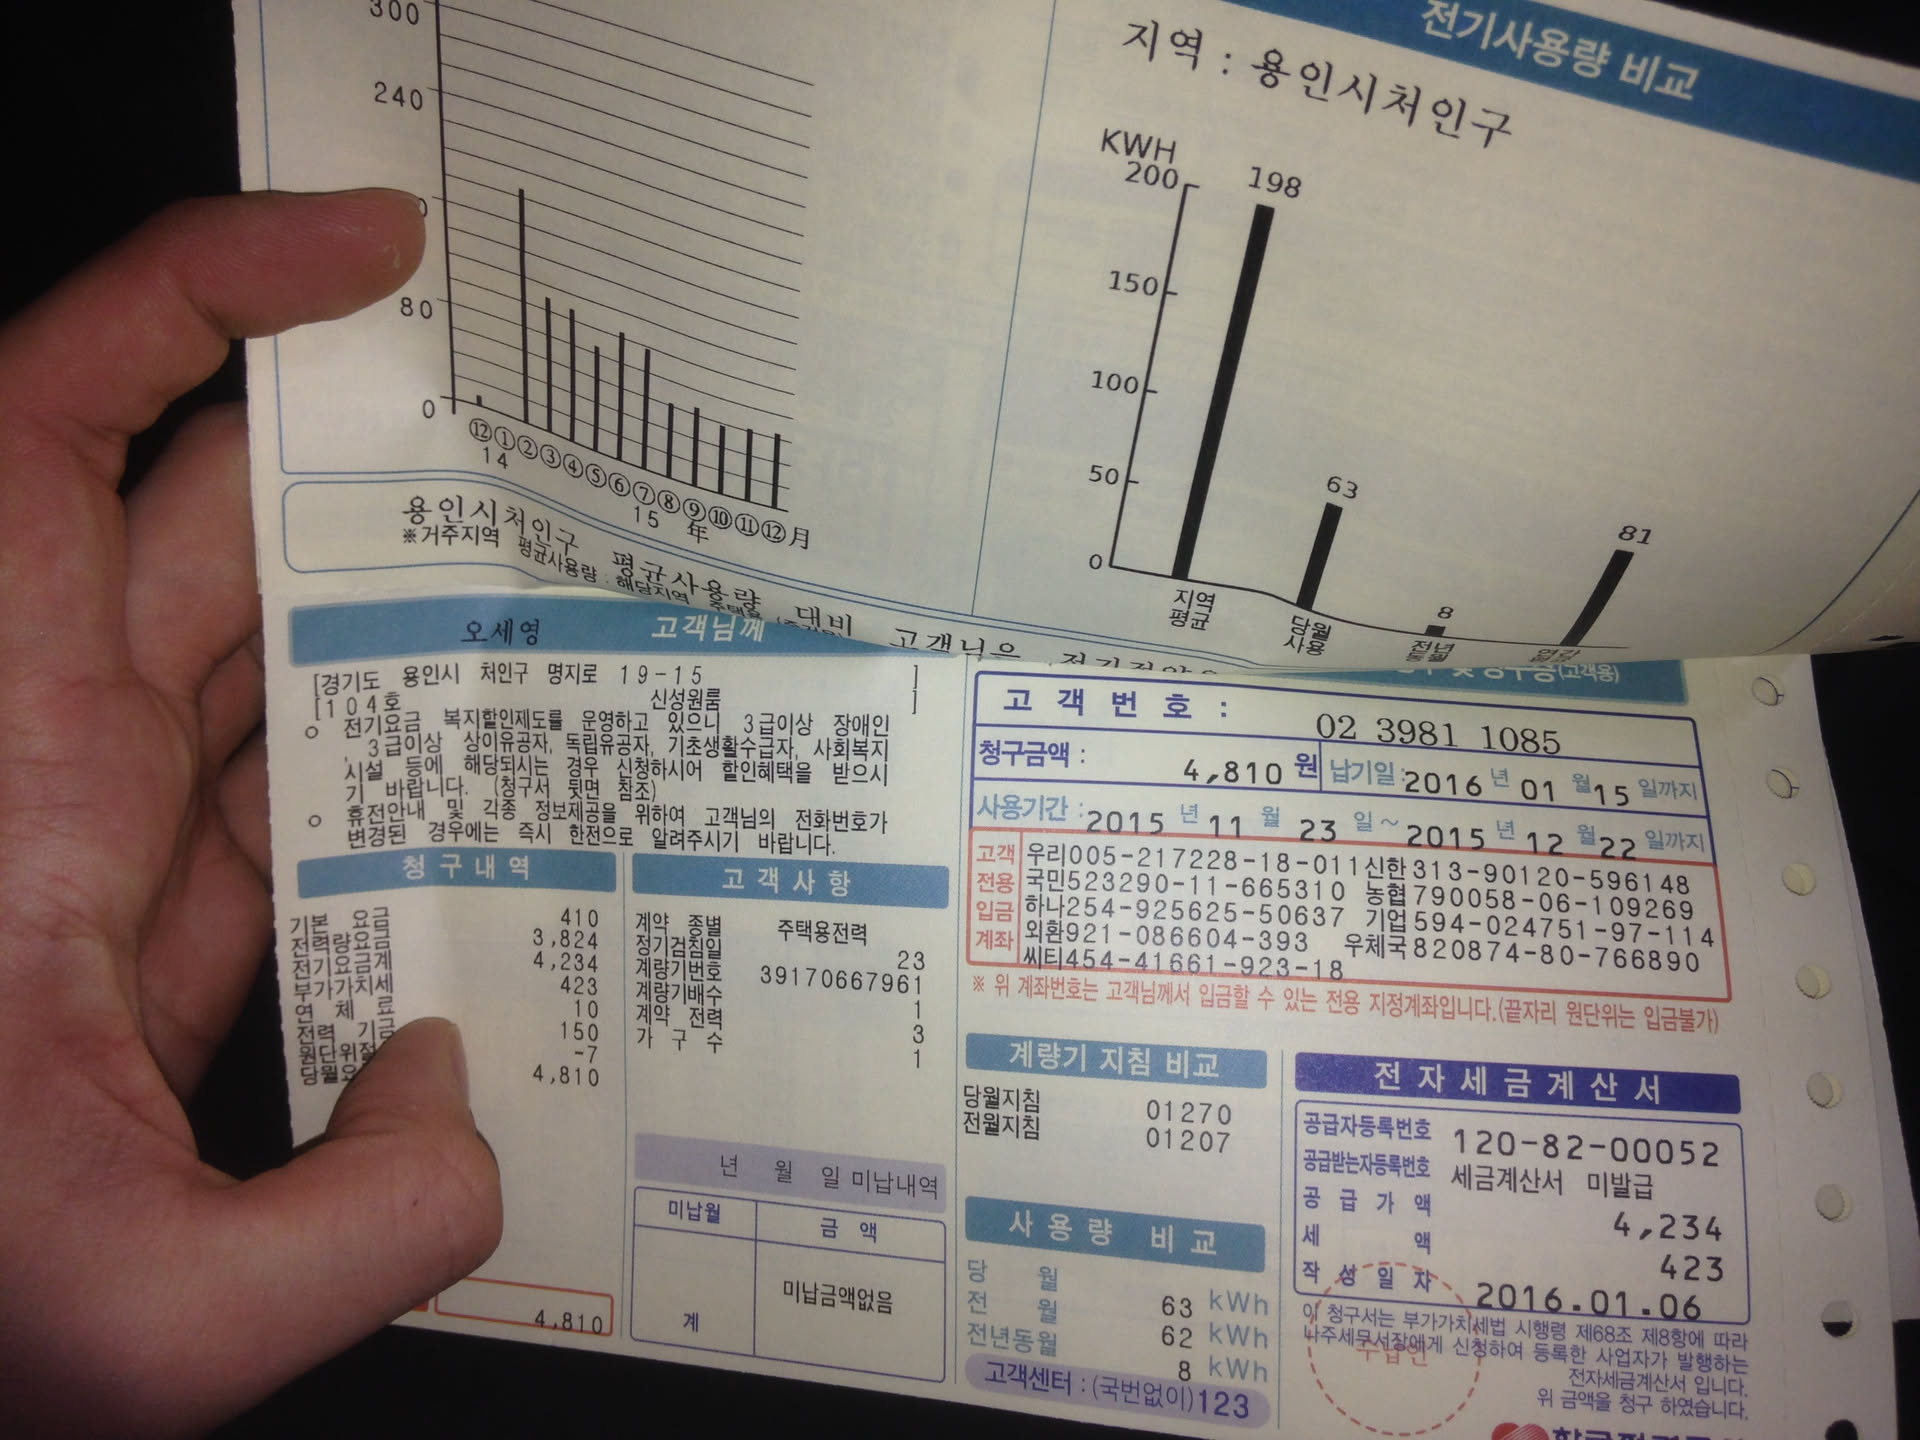 300
240
80
0
⑫①②③④⑤⑥⑦⑧⑨⑩⑪⑫月
14 15 年
용인시처인구 평균사용량 대비 고객님은
※거주지역 평균사용량 : 해당지역
전기사용량 비교
지역 : 용인시처인구
KWH
200
198
150
100
50
63
81
0
8
지역 평균
당월 사용
전년 동월
오세영 고객님께
[경기도 용인시 처인구 명지로 19-15 ]
[104호 신성원룸 ]
o 전기요금 복지할인제도를 운영하고 있으니 3급이상 장애인
, 3급이상 상이유공자, 독립유공자, 기초생활수급자, 사회복지
시설 등에 해당되시는 경우 신청하시어 할인혜택을 받으시
기 바랍니다. (청구서 뒷면 참조)
o 휴전안내 및 각종 정보제공을 위하여 고객님의 전화번호가
변경된 경우에는 즉시 한전으로 알려주시기 바랍니다.
청구내역
기본 요금 410
전력량요금 3,824
전기요금계 4,234
부가가치세 423
연 체 료 10
전력 기금 150
원단위절 -7
당월요 4,810
4,810
고객사항
계약 종별 주택용전력
정기검침일 23
계량기번호 39170667961
계량기배수 1
계약 전력 3
가 구 수 1
년 월 일 미납내역
미납월 금 액
미납금액없음
계
(고객용)
고 객 번 호 : 02 3981 1085
청구금액 : 4,810 원 납기일: 2016 년 01 월 15 일까지
사용기간 : 2015 년 11 월 23 일 ~ 2015 년 12 월 22 일까지
고객 전용 입금 계좌
우리005-217228-18-011 신한313-90120-596148
국민523290-11-665310 농협790058-06-109269
하나254-925625-50637 기업594-024751-97-114
외환921-086604-393 우체국820874-80-766890
씨티454-41661-923-18
※ 위 계좌번호는 고객님께서 입금할 수 있는 전용 지정계좌입니다.(끝자리 원단위는 입금불가)
계량기 지침 비교
당월지침 01270
전월지침 01207
사 용 량 비 교
당 월 63 kWh
전 월 62 kWh
전년동월 8 kWh
고객센터 : (국번없이)123
전 자 세 금 계 산 서
공급자등록번호 120-82-00052
공급받는자등록번호 세금계산서 미발급
공 급 가 액 4,234
세 액 423
작 성 일 자 2016.01.06
이 청구서는 부가가치세법 시행령 제68조 제8항에 따라
나주세무서장에게 신청하여 등록한 사업자가 발행하는
전자세금계산서 입니다.
위 금액을 청구 하였습니다.
수납인